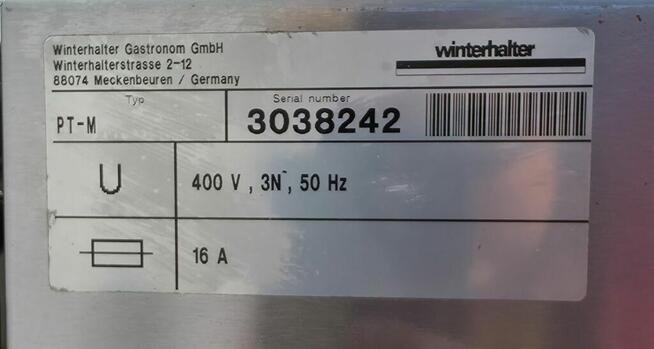 Winterhalter Gastronom GmbH
Winterhalterstrasse 2-12
88074 Meckenbeuren / Germany
winterhalter
Typ
PT-M
Serial number
3038242
U
400 V , 3N~, 50 Hz
16 A